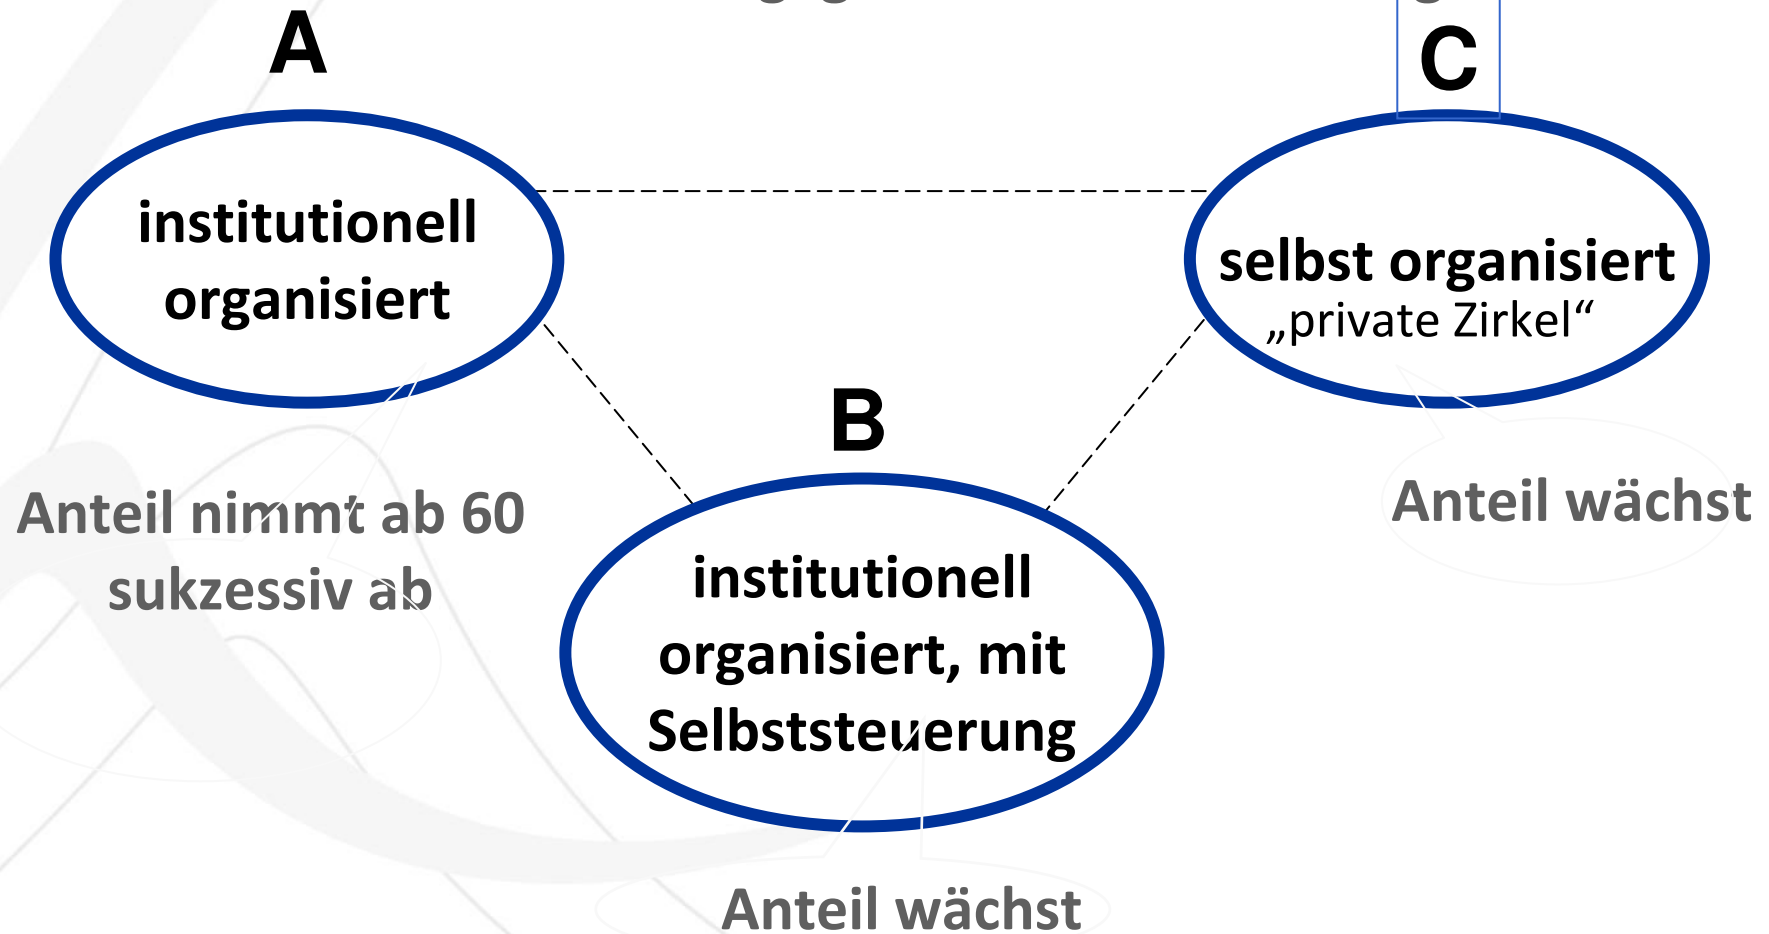 A
institutionell
organisiert
C
selbst organisiert
„private Zirkel“
B
institutionell
organisiert, mit
Selbststeuerung
Anteil nimmt ab 60
sukzessiv ab
Anteil wächst
Anteil wächst